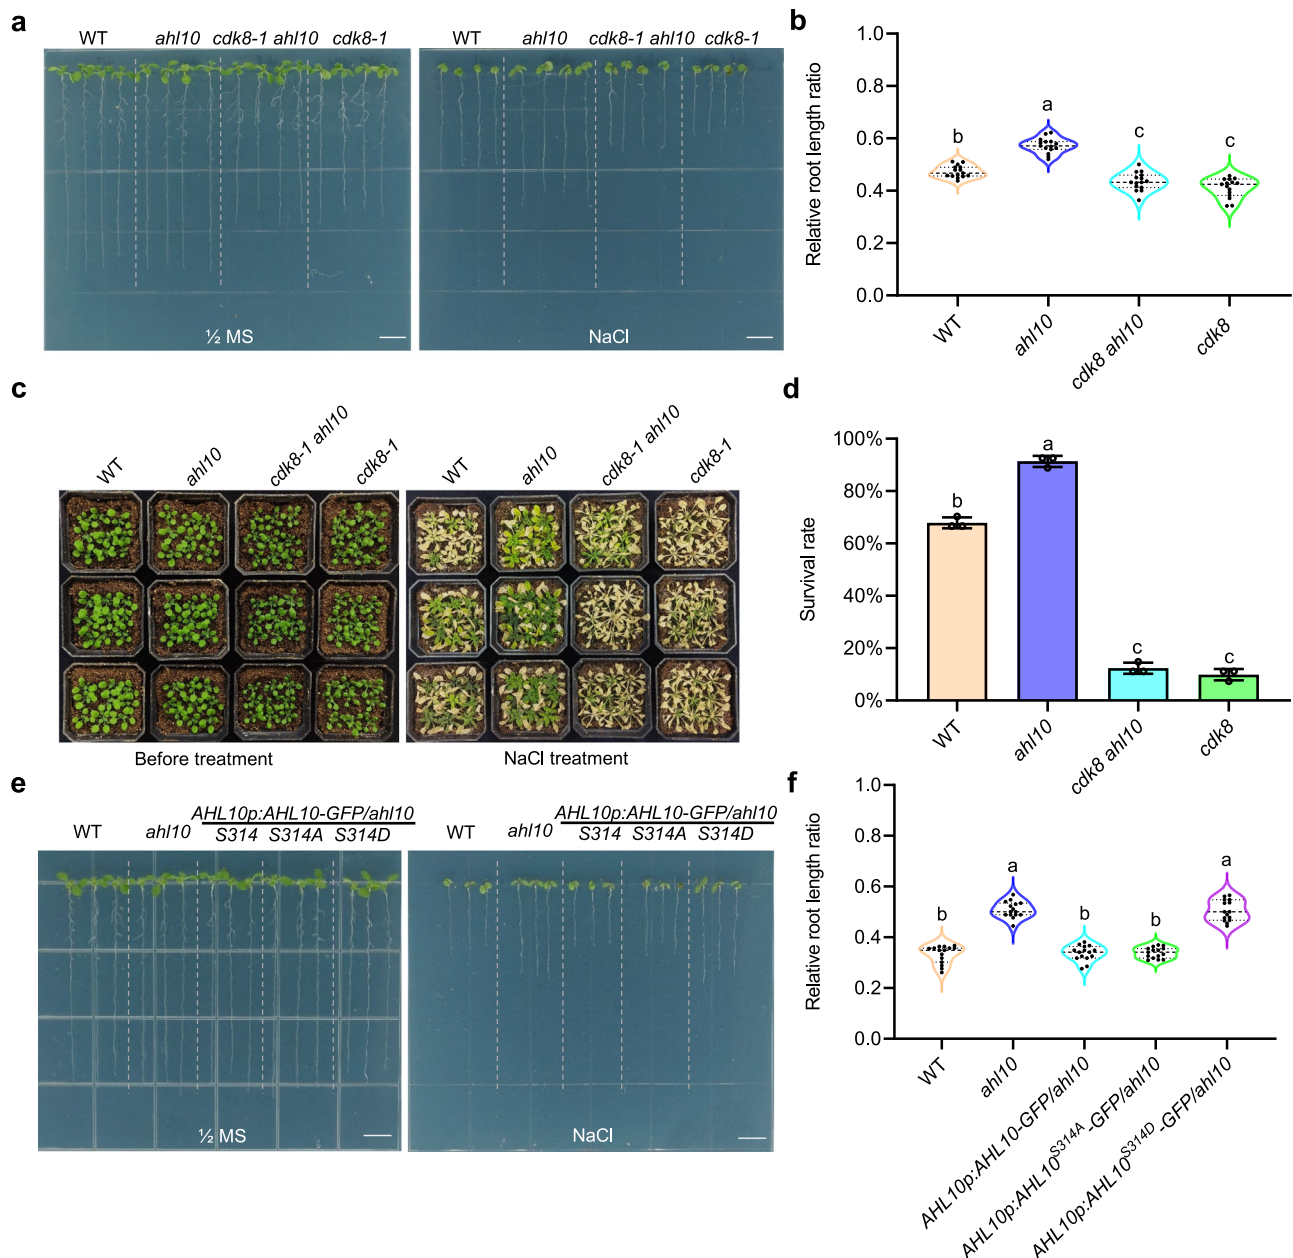 a
WT ahl10 cdk8-1 ahl10 cdk8-1
WT ahl10 cdk8-1 ahl10 cdk8-1
½ MS
NaCl
b
Relative root length ratio
1.0
0.8
0.6
0.4
0.2
0.0
b
a
c
c
WT
ahl10
cdk8 ahl10
cdk8
c
WT
ahl10
cdk8-1 ahl10
cdk8-1
WT
ahl10
cdk8-1 ahl10
cdk8-1
Before treatment
NaCl treatment
d
Survival rate
100%
80%
60%
40%
20%
0%
b
a
c
c
WT
ahl10
cdk8 ahl10
cdk8
e
AHL10p:AHL10-GFP/ahl10
WT ahl10 S314 S314A S314D
AHL10p:AHL10-GFP/ahl10
WT ahl10 S314 S314A S314D
½ MS
NaCl
f
Relative root length ratio
1.0
0.8
0.6
0.4
0.2
0.0
b
a
b
b
a
WT
ahl10
AHL10p:AHL10-GFP/ahl10
AHL10p:AHL10^S314A-GFP/ahl10
AHL10p:AHL10^S314D-GFP/ahl10